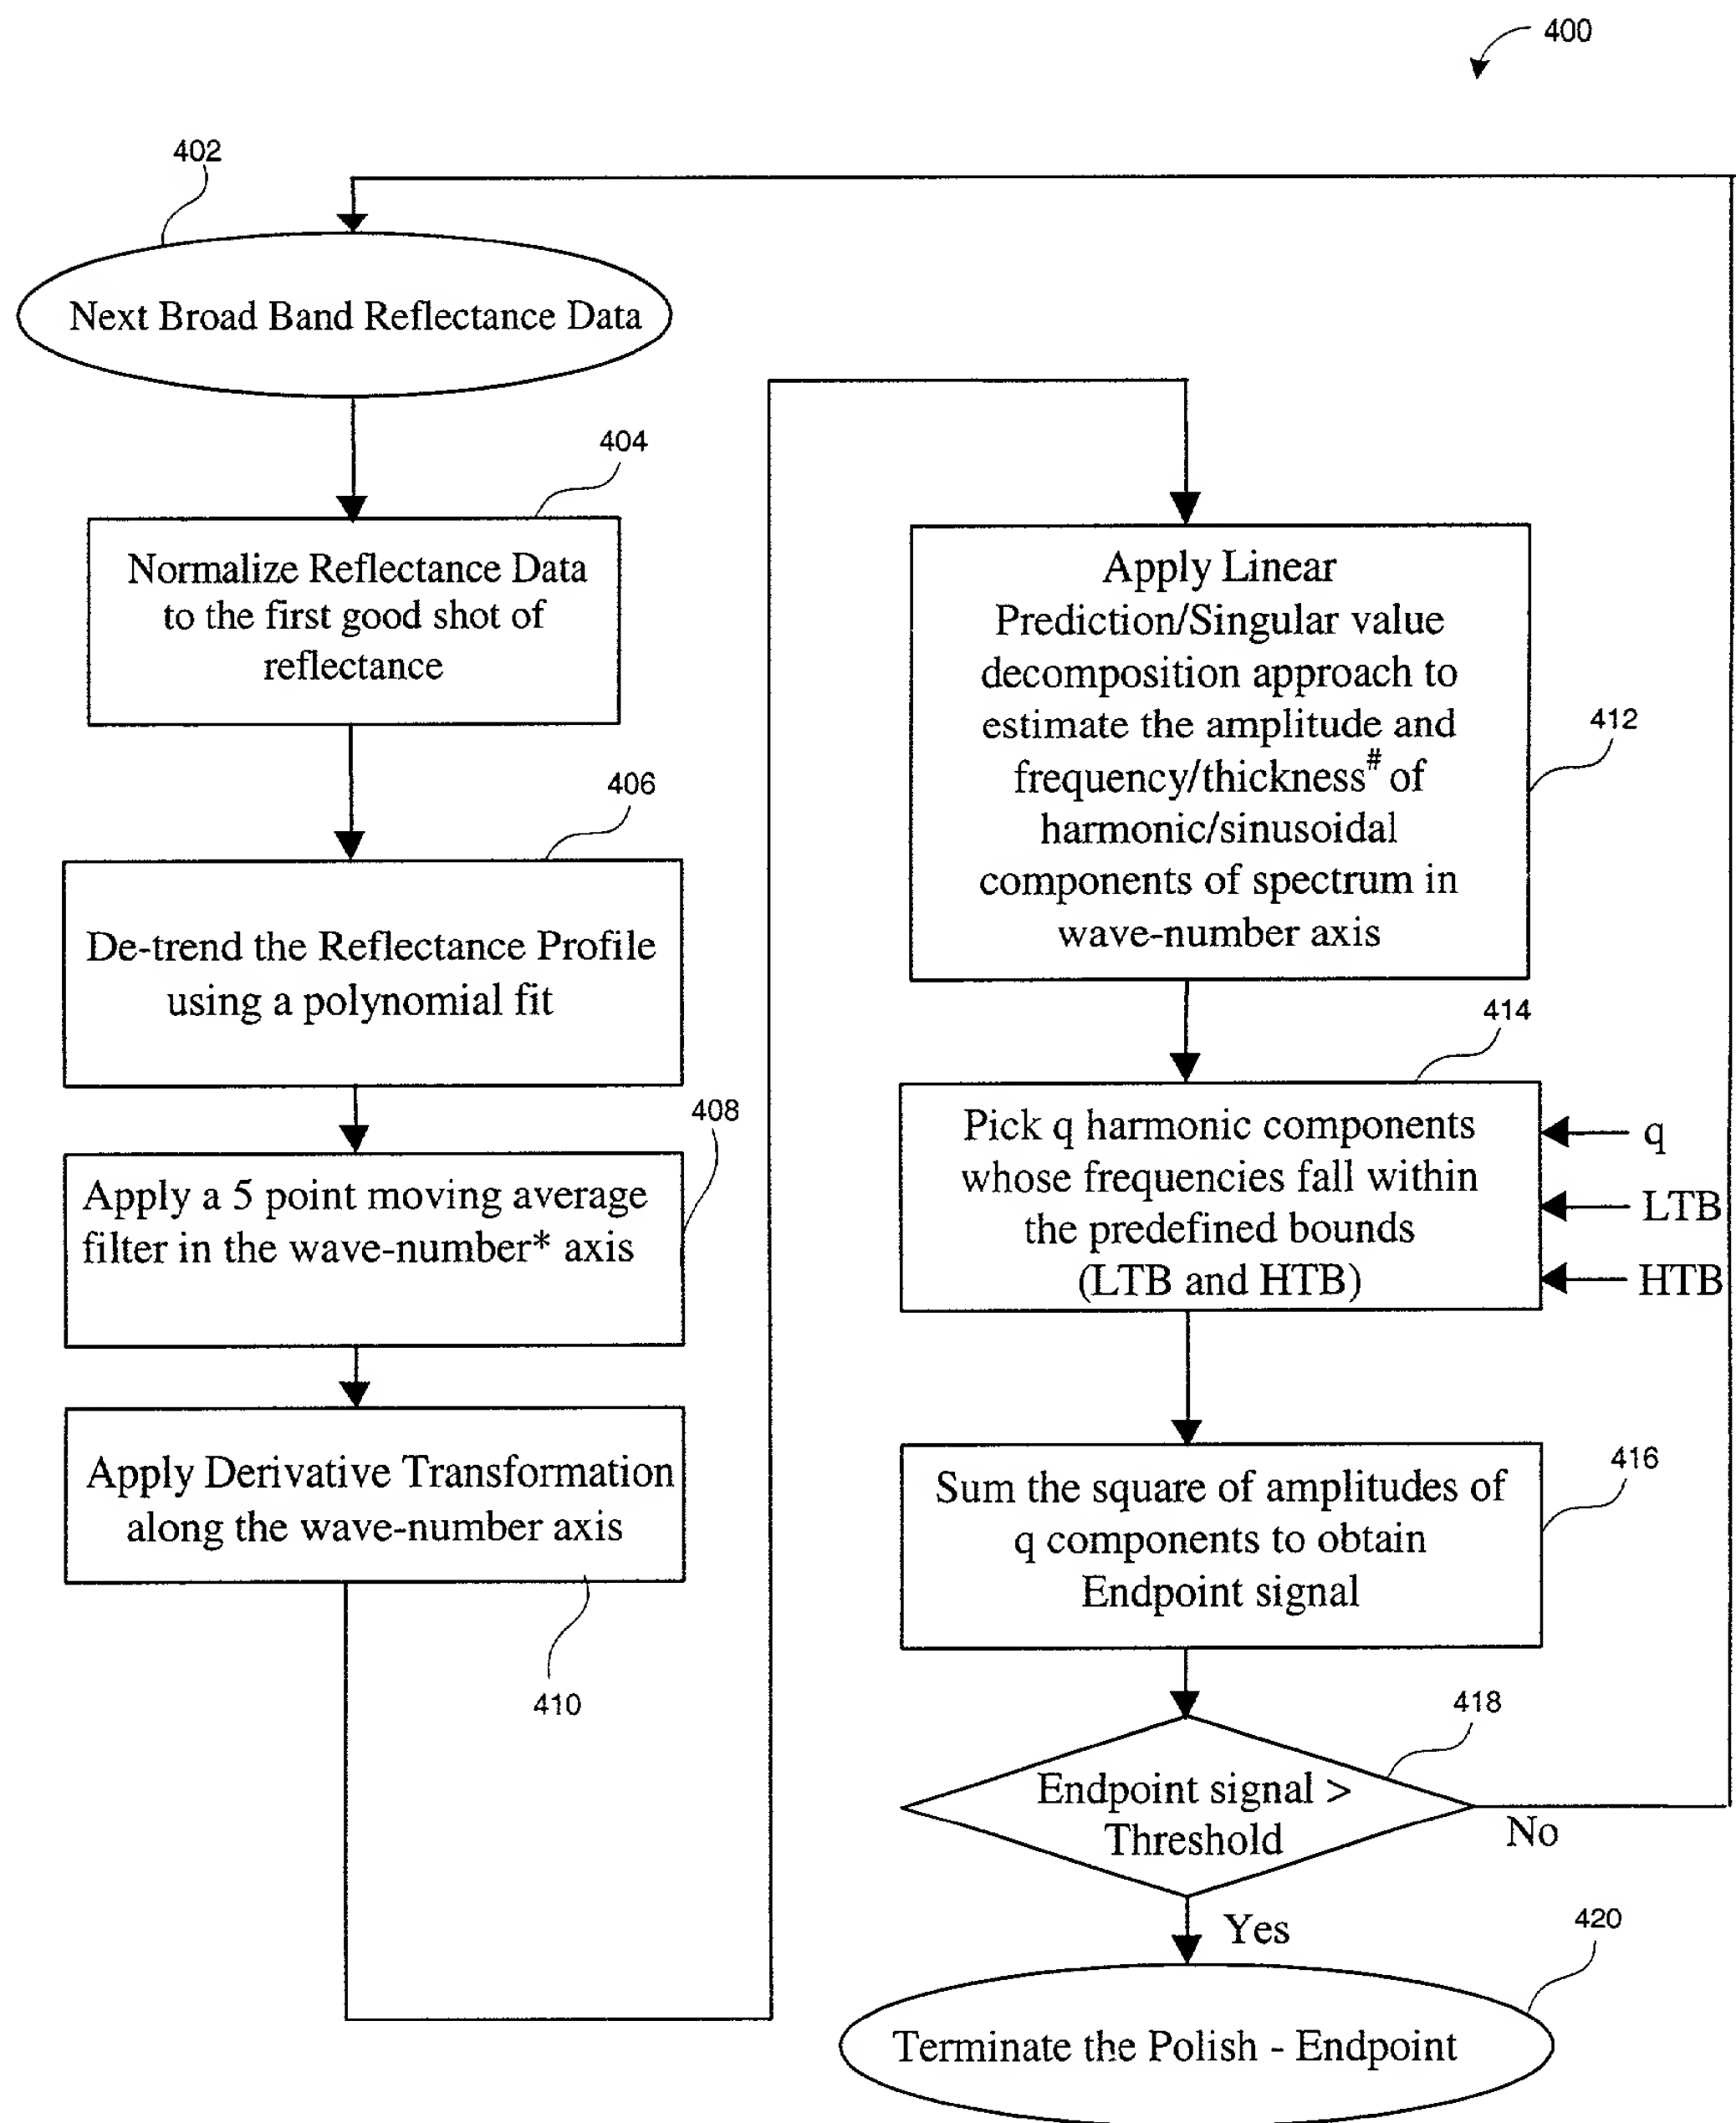 400
402
Next Broad Band Reflectance Data
404
Normalize Reflectance Data
to the first good shot of
reflectance
406
De-trend the Reflectance Profile
using a polynomial fit
408
Apply a 5 point moving average
filter in the wave-number* axis
Apply Derivative Transformation
along the wave-number axis
410
Apply Linear
Prediction/Singular value
decomposition approach to
estimate the amplitude and
frequency/thickness# of
harmonic/sinusoidal
components of spectrum in
wave-number axis
412
414
Pick q harmonic components
whose frequencies fall within
the predefined bounds
(LTB and HTB)
q
LTB
HTB
Sum the square of amplitudes of
q components to obtain
Endpoint signal
416
418
Endpoint signal >
Threshold
No
Yes
420
Terminate the Polish - Endpoint